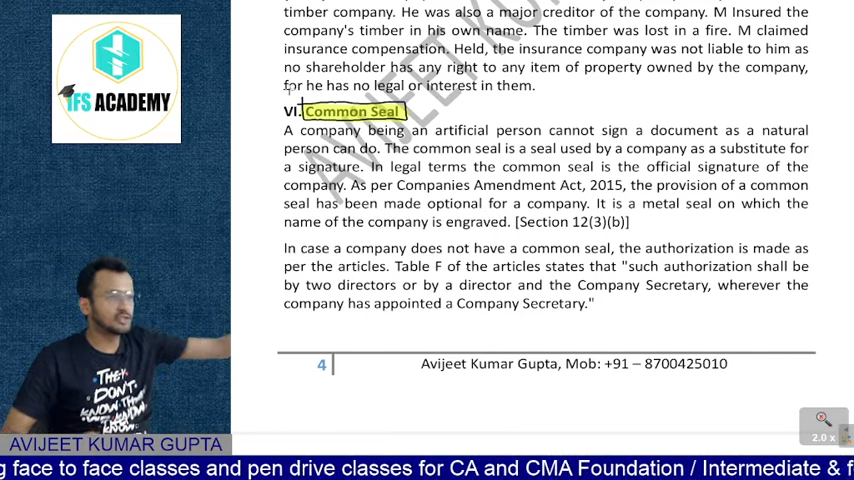 timber company. He was also a major creditor of the company. M Insured the
company's timber in his own name. The timber was lost in a fire. M claimed
insurance compensation. Held, the insurance company was not liable to him as
no shareholder has any right to any item of property owned by the company,
for he has no legal or interest in them.
IFS ACADEMY
VI. Common Seal
A company being an artificial person cannot sign a document as a natural
person can do. The common seal is a seal used by a company as a substitute for
a signature. In legal terms the common seal is the official signature of the
company. As per Companies Amendment Act, 2015, the provision of a common
seal has been made optional for a company. It is a metal seal on which the
name of the company is engraved. [Section 12(3)(b)]
In case a company does not have a common seal, the authorization is made as
per the articles. Table F of the articles states that "such authorization shall be
by two directors or by a director and the Company Secretary, wherever the
company has appointed a Company Secretary."
4
Avijeet Kumar Gupta, Mob: +91 – 8700425010
AVIJEET KUM
THEY
DON'T
KNOW
2.0 x
AVIJEET KUMAR GUPTA
g face to face classes and pen drive classes for CA and CMA Foundation / Intermediate & f